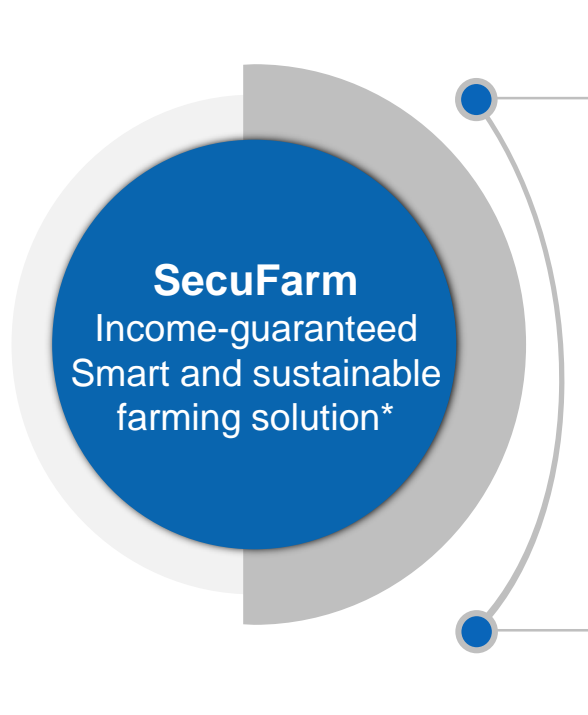 SecuFarm
Income-guaranteed
Smart and sustainable
farming solution*